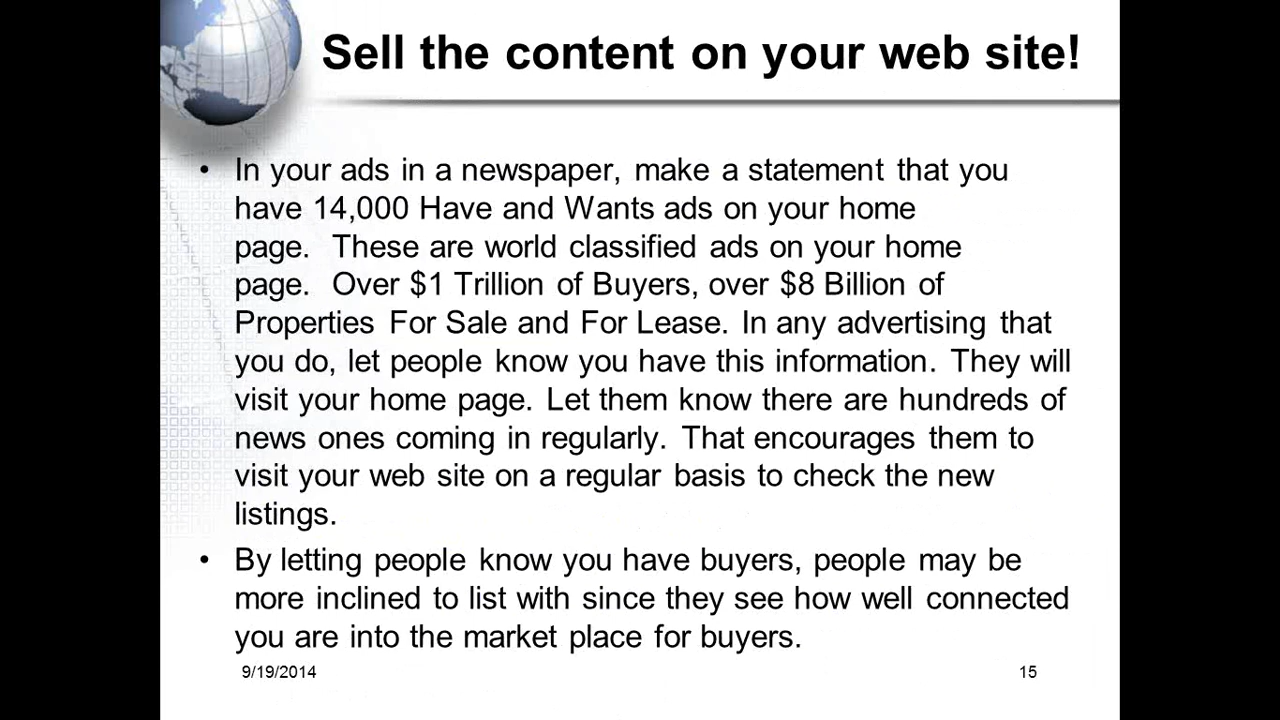 Sell the content on your web site!
• In your ads in a newspaper, make a statement that you
have 14,000 Have and Wants ads on your home
page. These are world classified ads on your home
page. Over $1 Trillion of Buyers, over $8 Billion of
Properties For Sale and For Lease. In any advertising that
you do, let people know you have this information. They will
visit your home page. Let them know there are hundreds of
news ones coming in regularly. That encourages them to
visit your web site on a regular basis to check the new
listings.
• By letting people know you have buyers, people may be
more inclined to list with since they see how well connected
you are into the market place for buyers.
9/19/2014
15